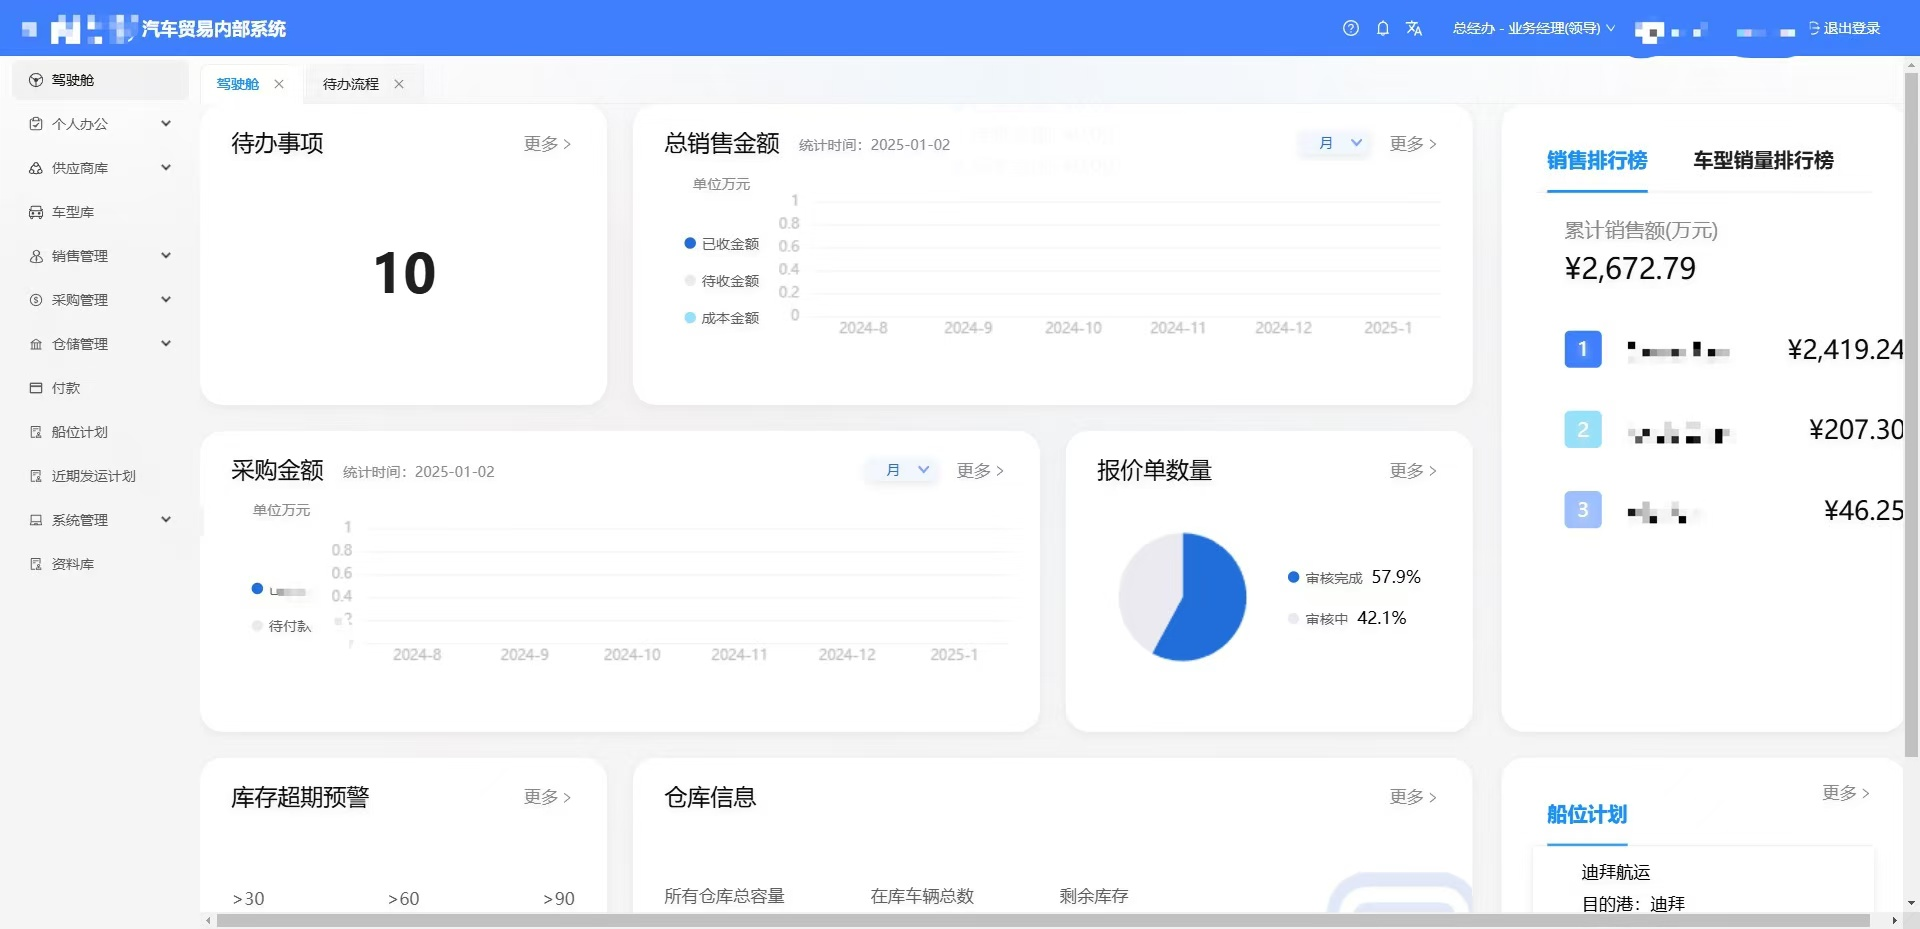 汽车贸易内部系统
总经办 - 业务经理(领导)
退出登录
驾驶舱
个人办公
供应商库
车型库
销售管理
采购管理
仓储管理
付款
船位计划
近期发运计划
系统管理
资料库
驾驶舱
待办流程
待办事项
更多 >
10
总销售金额 统计时间：2025-01-02
月
更多 >
单位万元
已收金额
待收金额
成本金额
1
0.8
0.6
0.4
0.2
0
2024-8 2024-9 2024-10 2024-11 2024-12 2025-1
销售排行榜 车型销量排行榜
累计销售额(万元)
¥2,672.79
1 ¥2,419.24
2 ¥207.30
3 ¥46.25
采购金额 统计时间：2025-01-02
月
更多 >
单位万元
待付款
1
0.8
0.6
0.4
2024-8 2024-9 2024-10 2024-11 2024-12 2025-1
报价单数量
更多 >
审核完成 57.9%
审核中 42.1%
库存超期预警
更多 >
>30 >60 >90
仓库信息
更多 >
所有仓库总容量 在库车辆总数 剩余库存
更多 >
船位计划
迪拜航运
目的港：迪拜